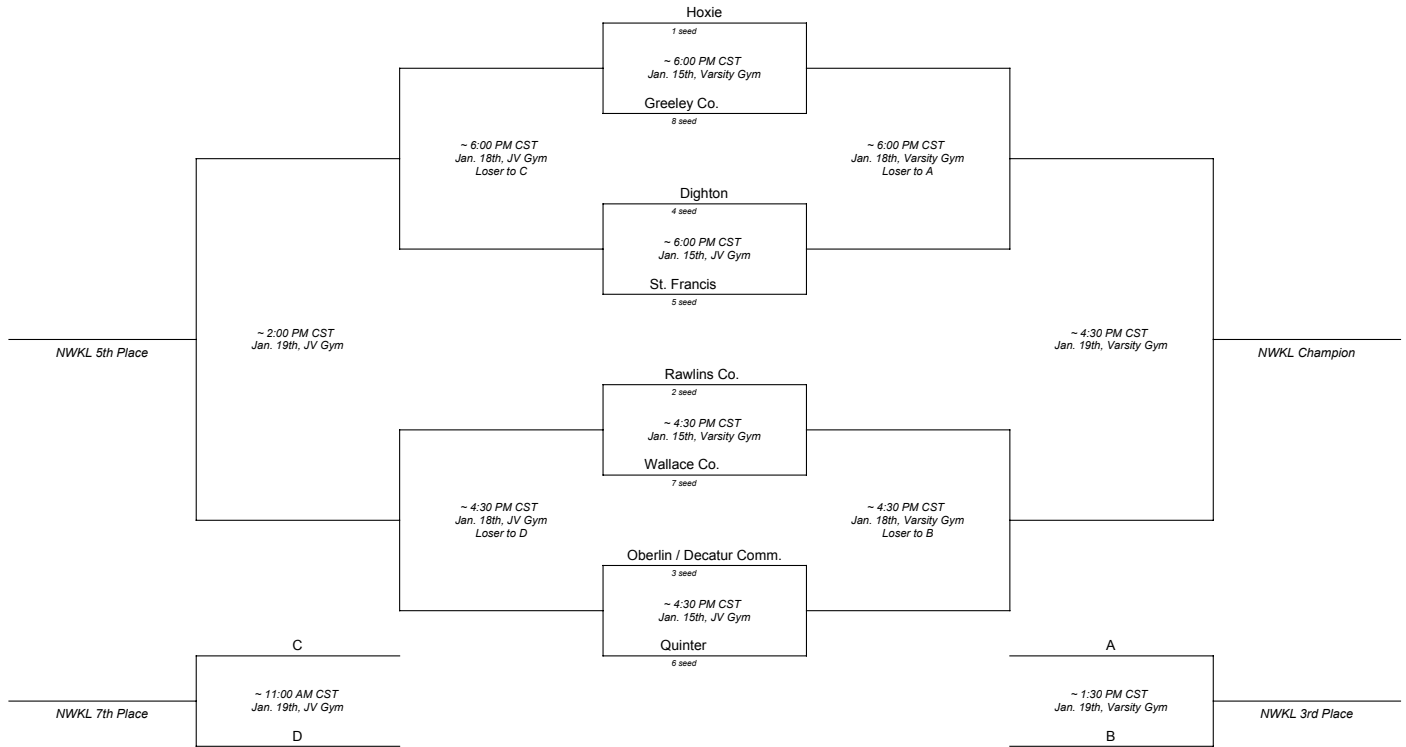 Hoxie
1 seed
~ 6:00 PM CST
Jan. 15th, Varsity Gym
Greeley Co.
8 seed
~ 6:00 PM CST
Jan. 18th, JV Gym
Loser to C
~ 6:00 PM CST
Jan. 18th, Varsity Gym
Loser to A
Dighton
4 seed
~ 6:00 PM CST
Jan. 15th, JV Gym
St. Francis
5 seed
~ 2:00 PM CST
Jan. 19th, JV Gym
NWKL 5th Place
~ 4:30 PM CST
Jan. 19th, Varsity Gym
NWKL Champion
Rawlins Co.
2 seed
~ 4:30 PM CST
Jan. 15th, Varsity Gym
Wallace Co.
7 seed
~ 4:30 PM CST
Jan. 18th, JV Gym
Loser to D
~ 4:30 PM CST
Jan. 18th, Varsity Gym
Loser to B
Oberlin / Decatur Comm.
3 seed
~ 4:30 PM CST
Jan. 15th, JV Gym
Quinter
6 seed
C
~ 11:00 AM CST
Jan. 19th, JV Gym
NWKL 7th Place
D
A
~ 1:30 PM CST
Jan. 19th, Varsity Gym
NWKL 3rd Place
B